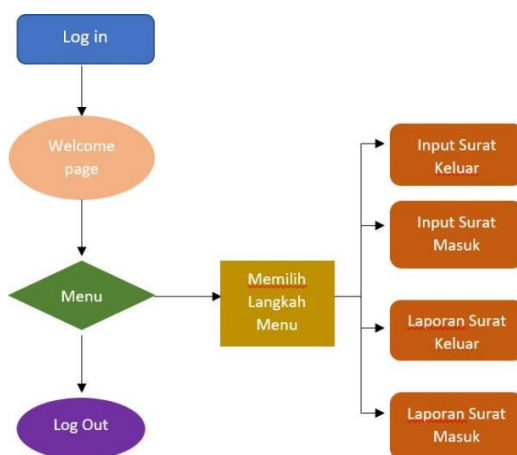 Log in
Welcome
page
Menu
Log Out
Memilih
Langkah
Menu
Input Surat
Keluar
Input Surat
Masuk
Laporan Surat
Keluar
Laporan Surat
Masuk